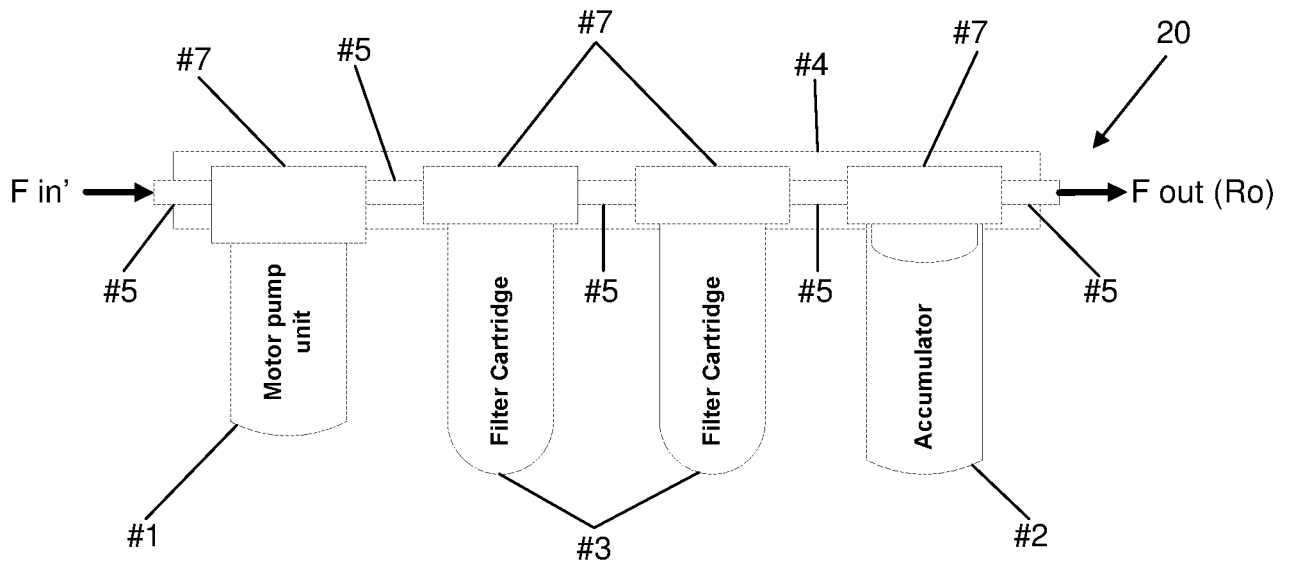 #7
#5
#7
#4
#7
20
F in’
F out (Ro)
#5
#5
#5
#5
Motor pump
unit
Filter Cartridge
Filter Cartridge
Accumulator
#1
#3
#2